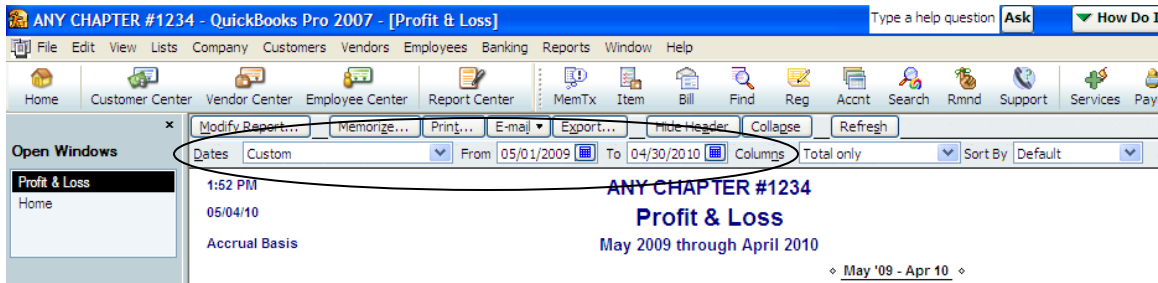 ANY CHAPTER #1234 - QuickBooks Pro 2007 - [Profit & Loss] Type a help question Ask How Do I
File Edit View Lists Company Customers Vendors Employees Banking Reports Window Help
Home Customer Center Vendor Center Employee Center Report Center MemTx Item Bill Find Reg Accnt Search Rmnd Support Services Pay
Modify Report... Memorize... Print... E-mail Export... Hide Header Collapse Refresh
Open Windows
Dates Custom From 05/01/2009 To 04/30/2010 Columns Total only Sort By Default
Profit & Loss
Home
1:52 PM
05/04/10
Accrual Basis
ANY CHAPTER #1234
Profit & Loss
May 2009 through April 2010
May '09 - Apr 10